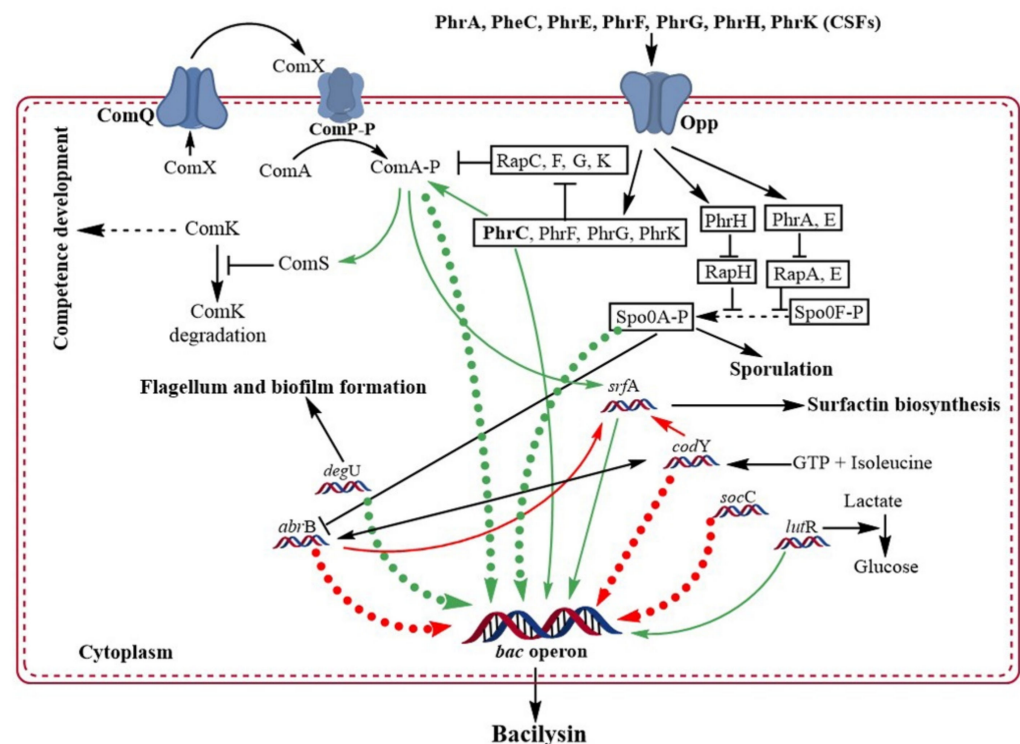 PhrA, PheC, PhrE, PhrF, PhrG, PhrH, PhrK (CSFs)
ComX
ComQ
ComP-P
Opp
ComX
ComA
ComA-P
RapC, F, G, K
PhrC, PhrF, PhrG, PhrK
PhrH
PhrA, E
Competence development
ComK
ComS
RapH
RapA, E
ComK
degradation
Spo0A-P
Spo0F-P
Sporulation
Flagellum and biofilm formation
srfA
Surfactin biosynthesis
codY
GTP + Isoleucine
degU
socC
Lactate
abrB
lutR
Glucose
bac operon
Cytoplasm
Bacilysin